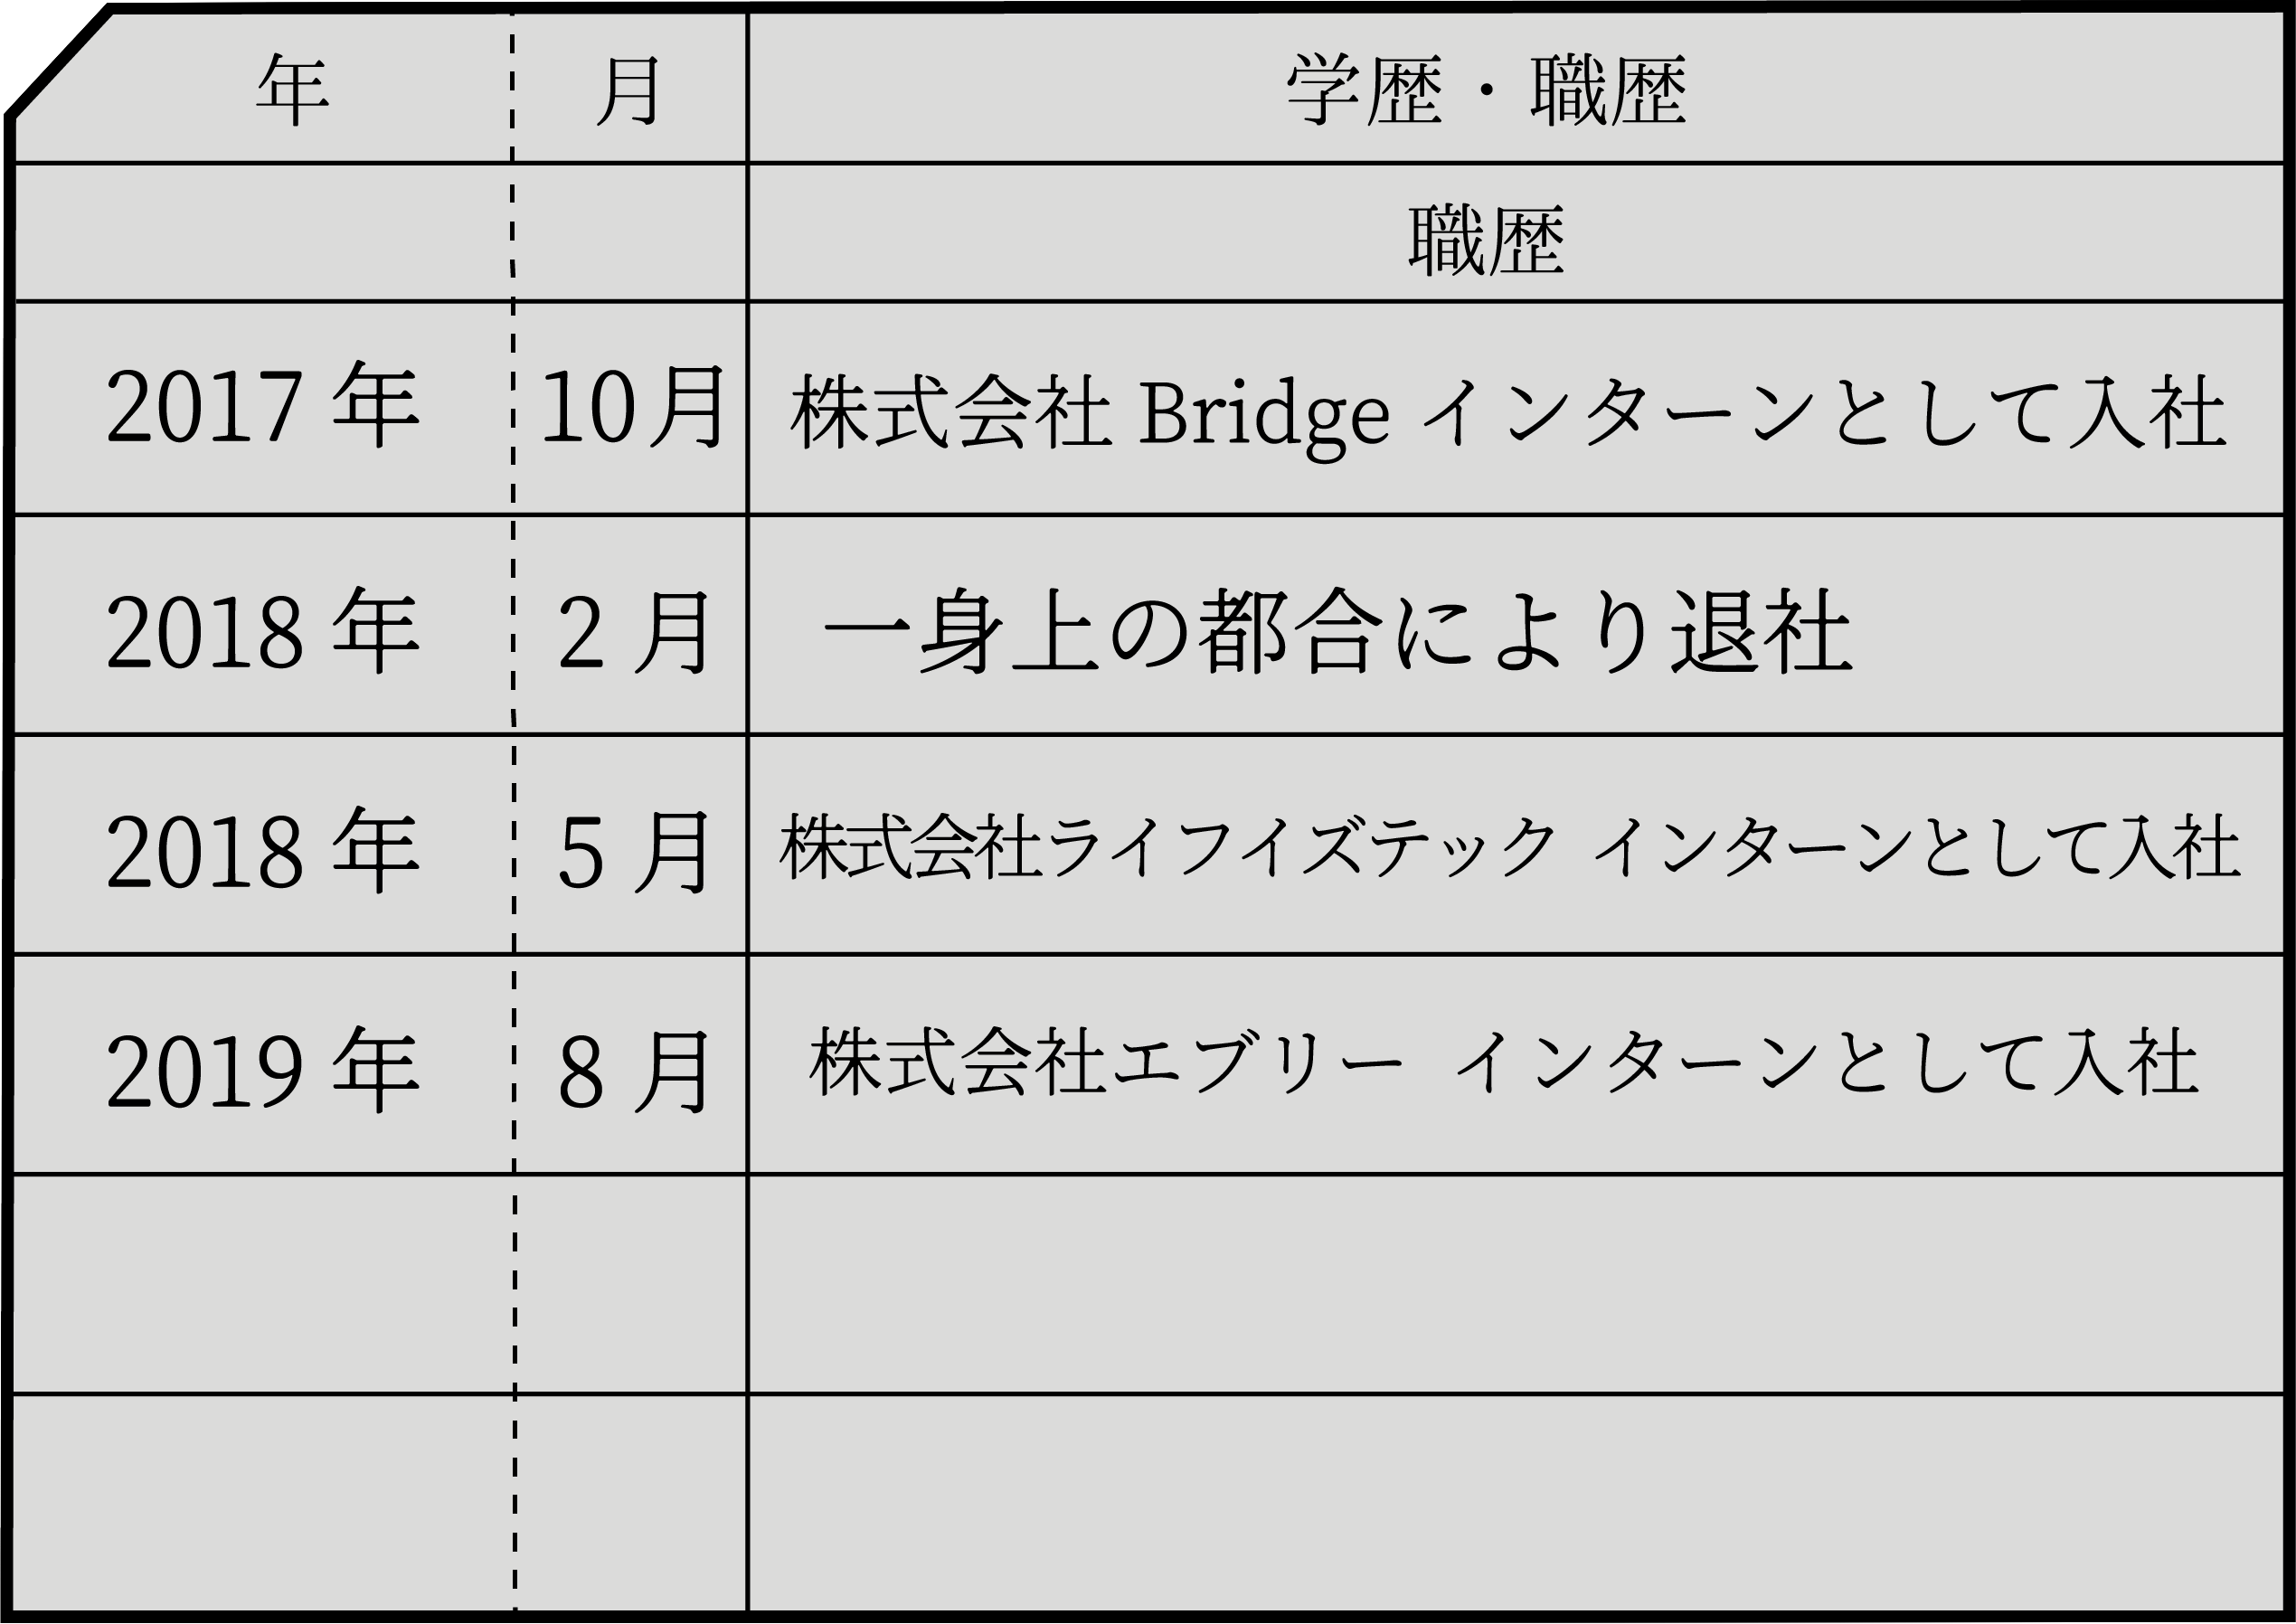 年 月 学歴・職歴
職歴
2017 年 10月 株式会社 Bridge インターンとして入社
2018 年 2 月 一身上の都合により退社
2018 年 5 月 株式会社ライフイズテック インターンとして入社
2019 年 8 月 株式会社エブリー　インターンとして入社